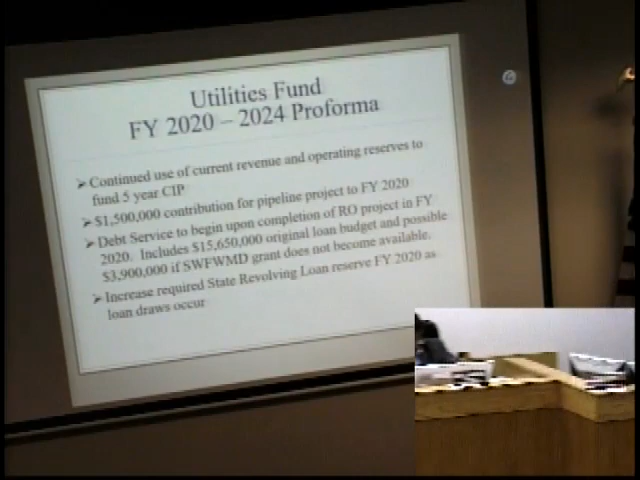 Utilities Fund
FY 2020 – 2024 Proforma
➢ Continued use of current revenue and operating reserves to
fund 5 year CIP
➢ $1,500,000 contribution for pipeline project to FY 2020
➢ Debt Service to begin upon completion of RO project in FY
2020. Includes $15,650,000 original loan budget and possible
$3,900,000 if SWFWMD grant does not become available.
➢ Increase required State Revolving Loan reserve FY 2020 as
loan draws occur